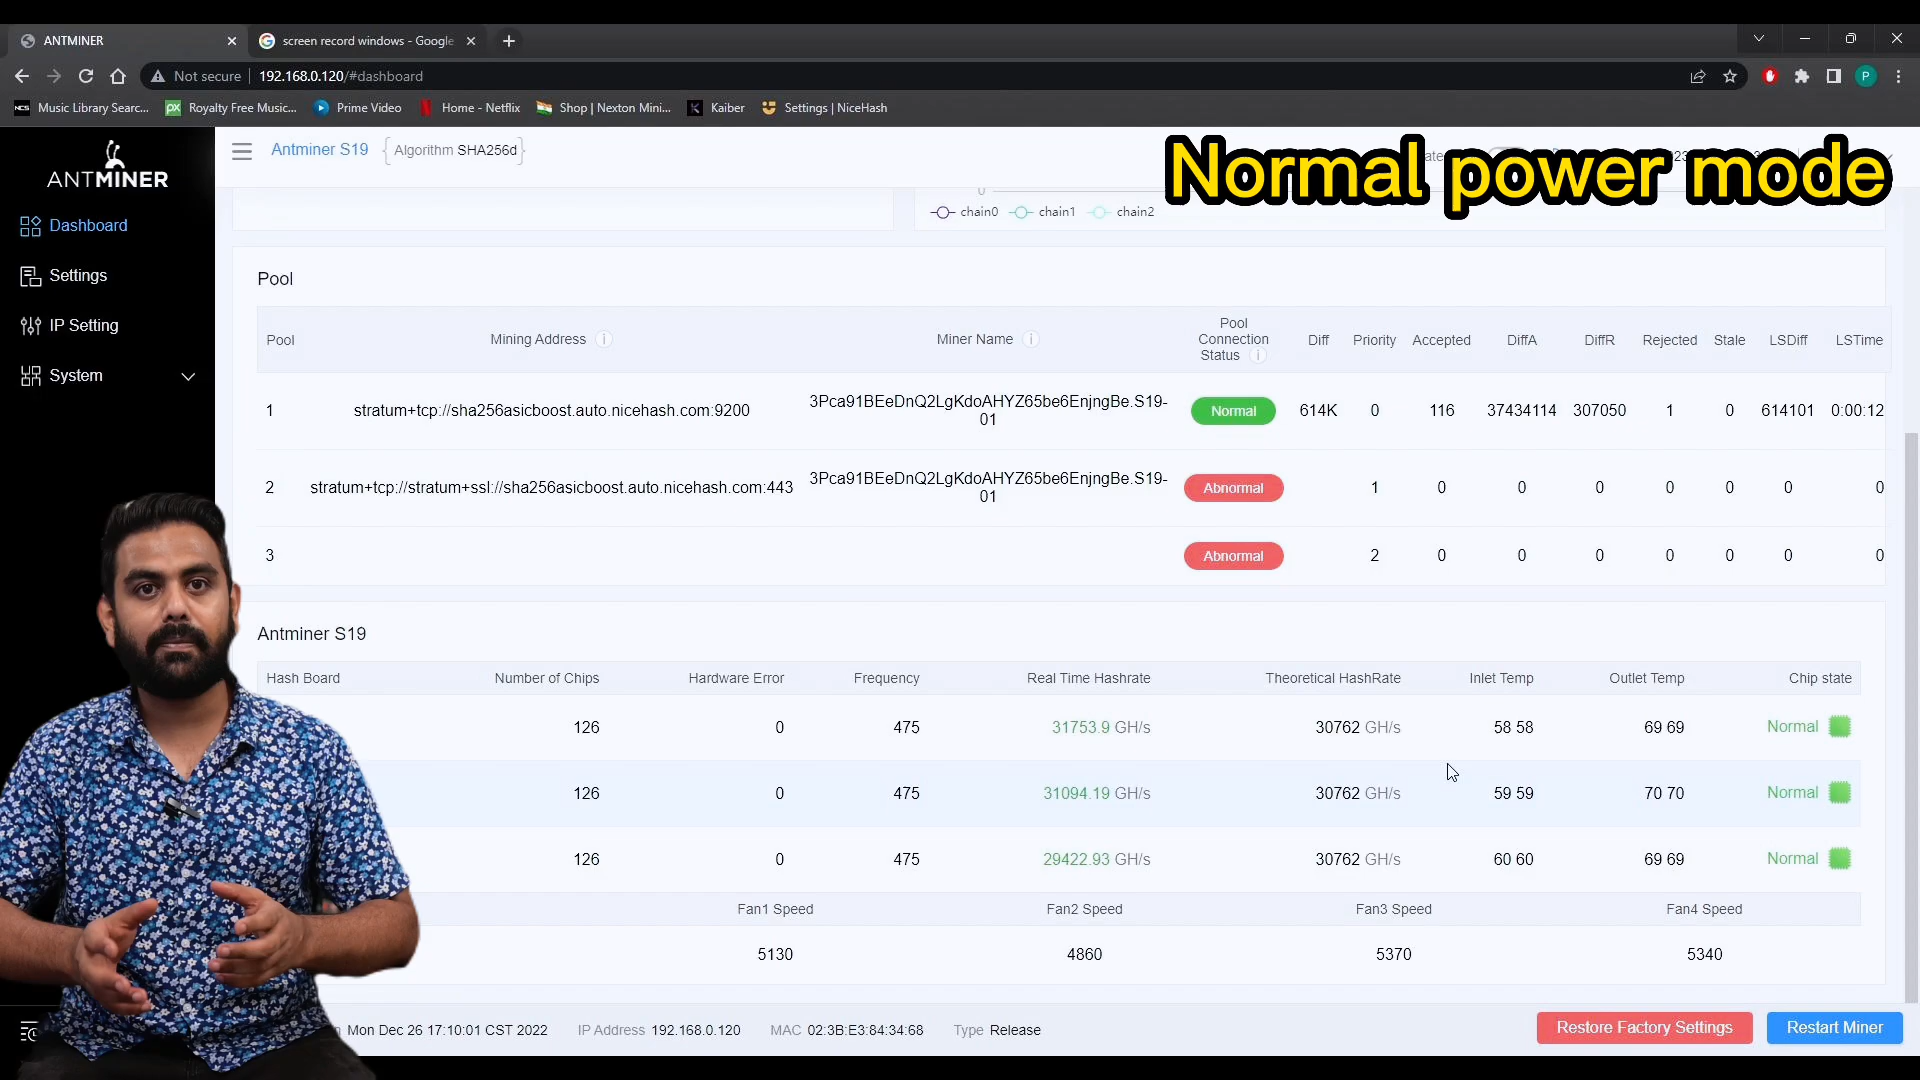 ANTMINER
screen record windows - Google
Not secure
192.168.0.120/#dashboard
P
NCS Music Library Searc...
px Royalty Free Music...
Prime Video
Home - Netflix
Shop | Nexton Mini...
K Kaiber
Settings | NiceHash
ANTMINER
Antminer S19
Algorithm SHA256d
Normal power mode
Dashboard
Settings
IP Setting
System
0
chain0 chain1 chain2
Pool
Pool Mining Address Miner Name Pool Connection Status Diff Priority Accepted DiffA DiffR Rejected Stale LSDiff LSTime
1 stratum+tcp://sha256asicboost.auto.nicehash.com:9200 3Pca91BEeDnQ2LgKdoAHYZ65be6EnjngBe.S19-01 Normal 614K 0 116 37434114 307050 1 0 614101 0:00:12
2 stratum+tcp://stratum+ssl://sha256asicboost.auto.nicehash.com:443 3Pca91BEeDnQ2LgKdoAHYZ65be6EnjngBe.S19-01 Abnormal 1 0 0 0 0 0 0 0
3 Abnormal 2 0 0 0 0 0 0 0
Antminer S19
Hash Board Number of Chips Hardware Error Frequency Real Time Hashrate Theoretical HashRate Inlet Temp Outlet Temp Chip state
126 0 475 31753.9 GH/s 30762 GH/s 58 58 69 69 Normal
126 0 475 31094.19 GH/s 30762 GH/s 59 59 70 70 Normal
126 0 475 29422.93 GH/s 30762 GH/s 60 60 69 69 Normal
Fan1 Speed Fan2 Speed Fan3 Speed Fan4 Speed
5130 4860 5370 5340
Mon Dec 26 17:10:01 CST 2022 IP Address 192.168.0.120 MAC 02:3B:E3:84:34:68 Type Release
Restore Factory Settings
Restart Miner